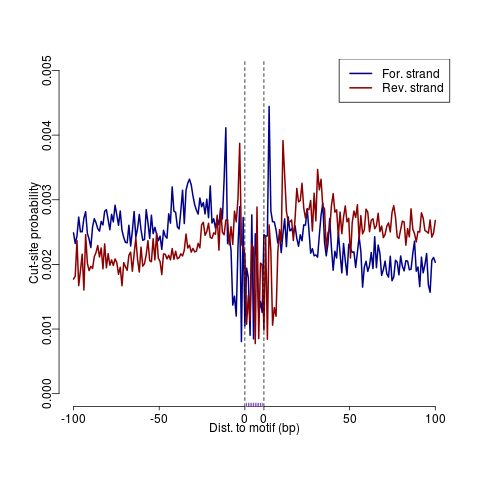 For. strand
Rev. strand
Cut-site probability
0.005
0.004
0.003
0.002
0.001
0.000
-100 -50 0 0 50 100
Dist. to motif (bp)